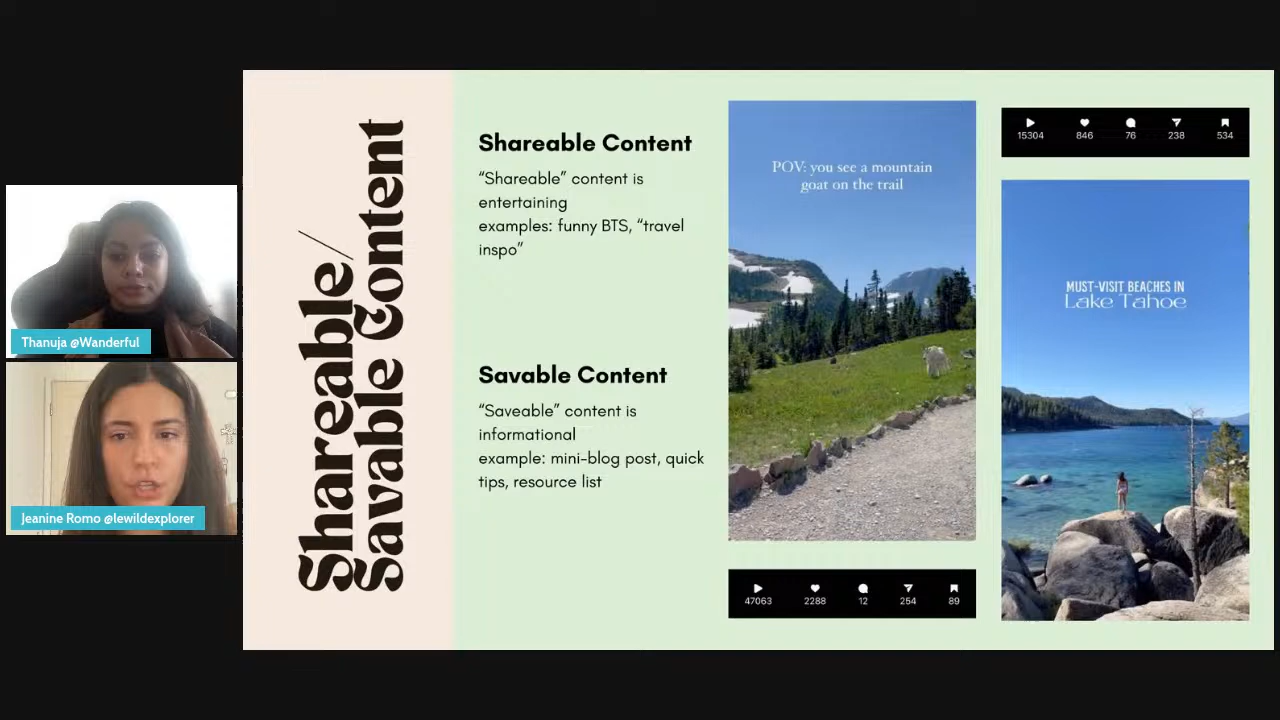 Thanuja @Wanderful
Jeanine Romo @lewildexplorer
Shareable/
Savable Content
Shareable Content
“Shareable” content is
entertaining
examples: funny BTS, “travel
inspo”
Savable Content
“Saveable” content is
informational
example: mini-blog post, quick
tips, resource list
POV: you see a mountain
goat on the trail
47063 2288 12 254 89
15304 846 76 238 534
MUST-VISIT BEACHES IN
Lake Tahoe